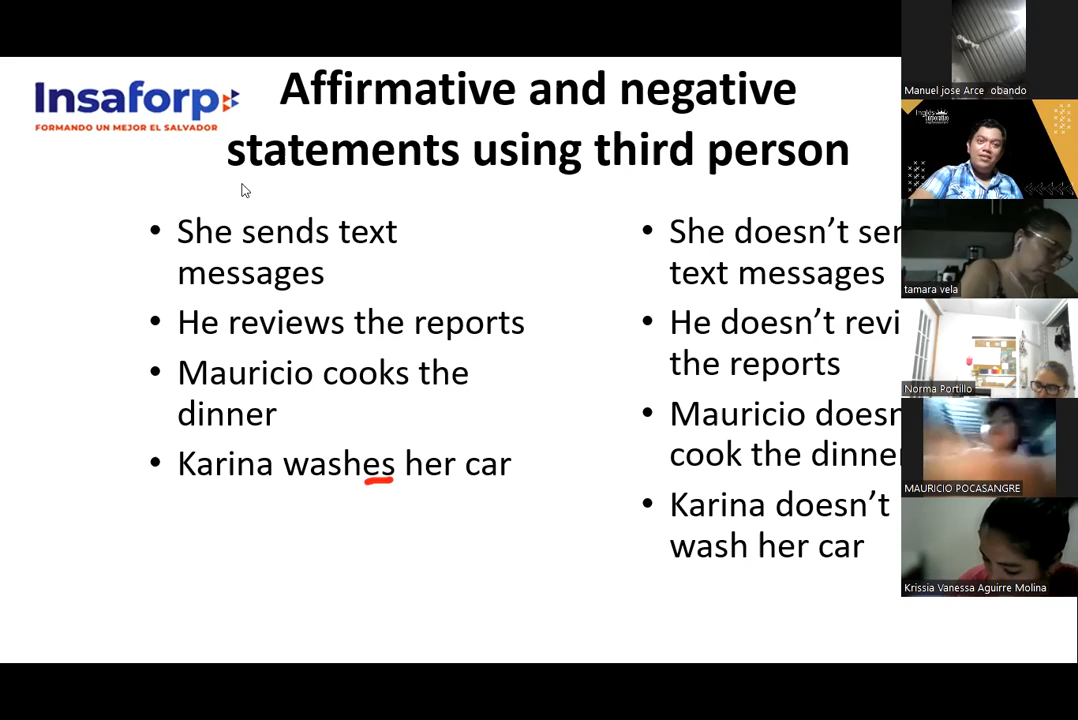 Insaforp
FORMANDO UN MEJOR EL SALVADOR
Affirmative and negative
statements using third person
• She sends text
messages
• He reviews the reports
• Mauricio cooks the
dinner
• Karina washes her car
• She doesn’t
text messages
• He doesn’t
the reports
• Mauricio
cook the
• Karina doesn’t
wash her car
Manuel jose Arce obando
Inglés
tamara vela
Norma Portillo
MAURICIO POCASANGRE
Krissia Vanessa Aguirre Molina